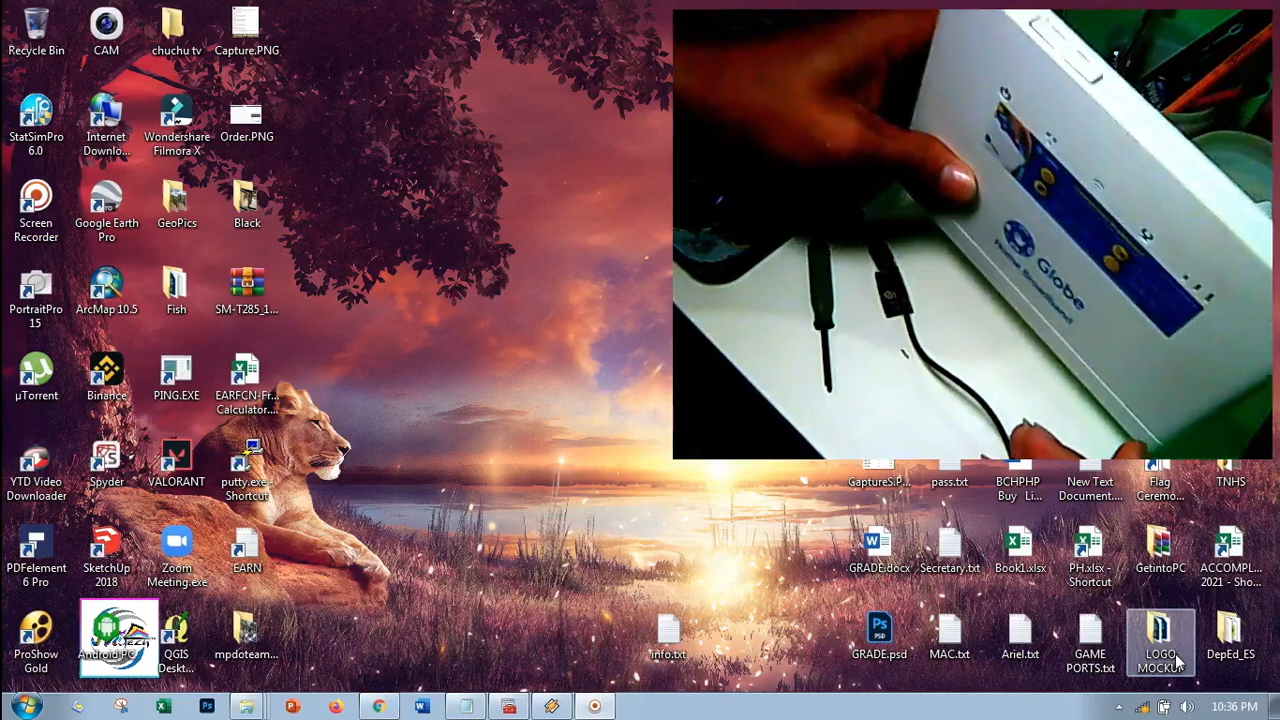 Recycle Bin
CAM
chuchu tv
Capture.PNG
StatSimPro
6.0
Internet
Downlo...
Wondershare
Filmora X
Order.PNG
Screen
Recorder
Google Earth
Pro
GeoPics
Black
PortraitPro
15
ArcMap 10.5
Fish
SM-T285_1...
µTorrent
Binance
PING.EXE
EARFCN-Fr...
Calculator....
YTD Video
Downloader
Spyder
VALORANT
putty.exe -
Shortcut
PDFelement
6 Pro
SketchUp
2018
Zoom
Meeting.exe
EARN
ProShow
Gold
Android PC
QGIS
Deskt...
mpdoteam...
Globe
Home Broadband
CaptureS.P...
pass.txt
BCHPHP
Buy Li...
New Text
Document....
Flag
Ceremo...
TNHS
GRADE.docx
Secretary.txt
Book1.xlsx
PH.xlsx -
Shortcut
GetintoPC
ACCOMPL...
2021 - Sho...
info.txt
GRADE.psd
MAC.txt
Ariel.txt
GAME
PORTS.txt
LOGO
MOCKUP
DepEd_ES
10:36 PM